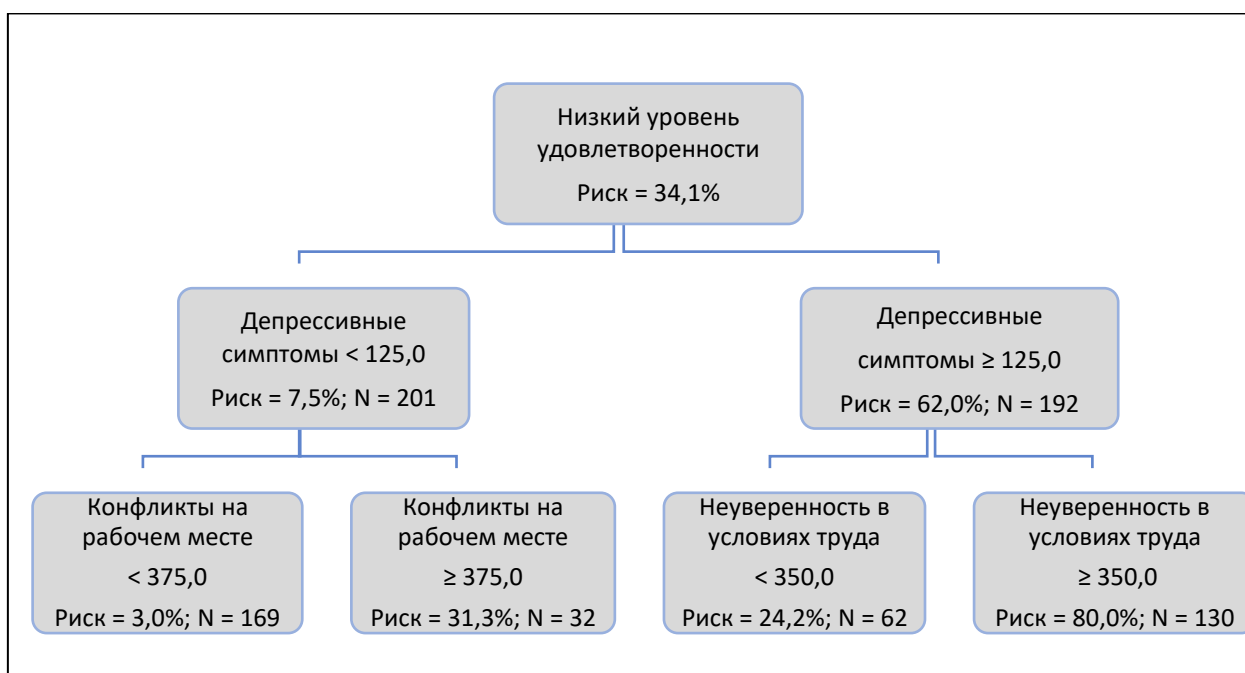 Низкий уровень
удовлетворенности
Риск = 34,1%
Депрессивные
симптомы < 125,0
Риск = 7,5%; N = 201
Депрессивные
симптомы ≥ 125,0
Риск = 62,0%; N = 192
Конфликты на
рабочем месте
< 375,0
Риск = 3,0%; N = 169
Конфликты на
рабочем месте
≥ 375,0
Риск = 31,3%; N = 32
Неуверенность в
условиях труда
< 350,0
Риск = 24,2%; N = 62
Неуверенность в
условиях труда
≥ 350,0
Риск = 80,0%; N = 130